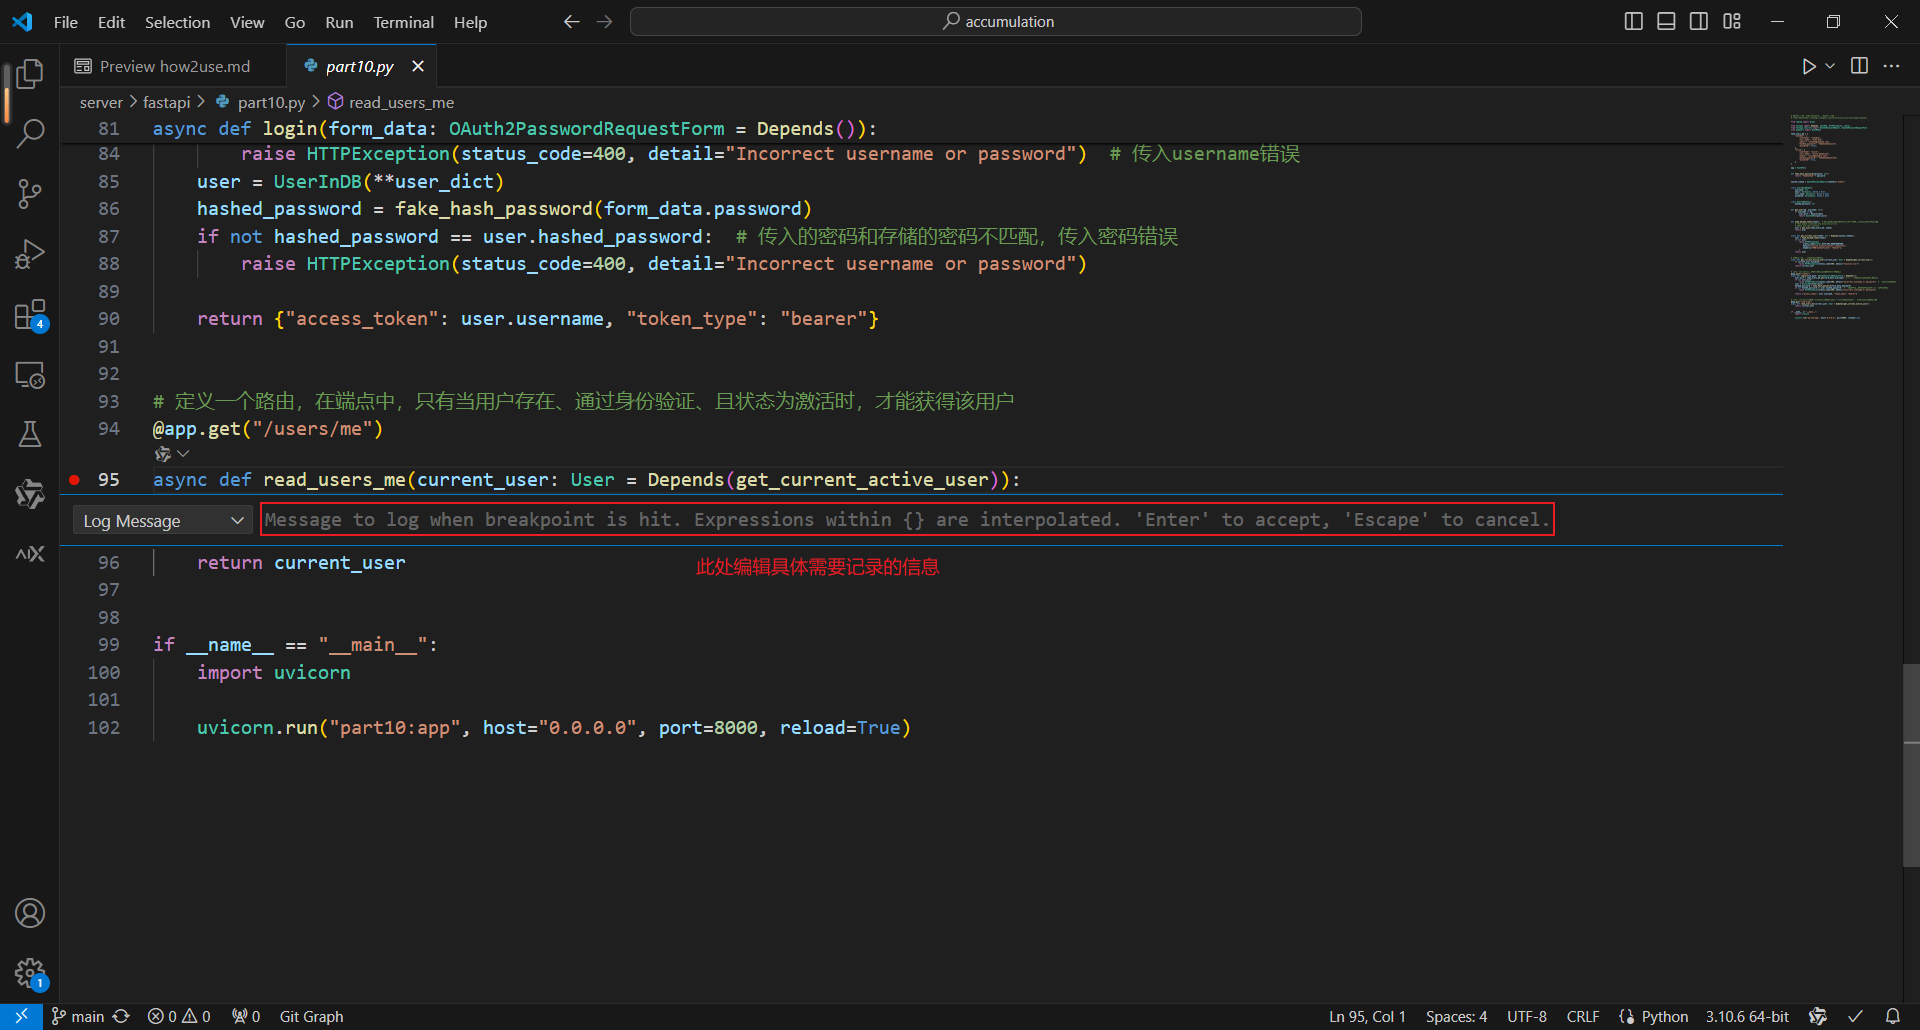 File Edit Selection View Go Run Terminal Help
accumulation
Preview how2use.md
part10.py
server > fastapi > part10.py > read_users_me
81 async def login(form_data: OAuth2PasswordRequestForm = Depends()):
84 raise HTTPException(status_code=400, detail="Incorrect username or password") # 传入username错误
85 user = UserInDB(**user_dict)
86 hashed_password = fake_hash_password(form_data.password)
87 if not hashed_password == user.hashed_password: # 传入的密码和存储的密码不匹配，传入密码错误
88 raise HTTPException(status_code=400, detail="Incorrect username or password")
89
90 return {"access_token": user.username, "token_type": "bearer"}
91
92
93 # 定义一个路由，在端点中，只有当用户存在、通过身份验证、且状态为激活时，才能获得该用户
94 @app.get("/users/me")
95 async def read_users_me(current_user: User = Depends(get_current_active_user)):
Log Message
Message to log when breakpoint is hit. Expressions within {} are interpolated. 'Enter' to accept, 'Escape' to cancel.
96 return current_user
此处编辑具体需要记录的信息
97
98
99 if __name__ == "__main__":
100 import uvicorn
101
102 uvicorn.run("part10:app", host="0.0.0.0", port=8000, reload=True)
4
1
main
0 0
0
Git Graph
Ln 95, Col 1
Spaces: 4
UTF-8
CRLF
Python
3.10.6 64-bit